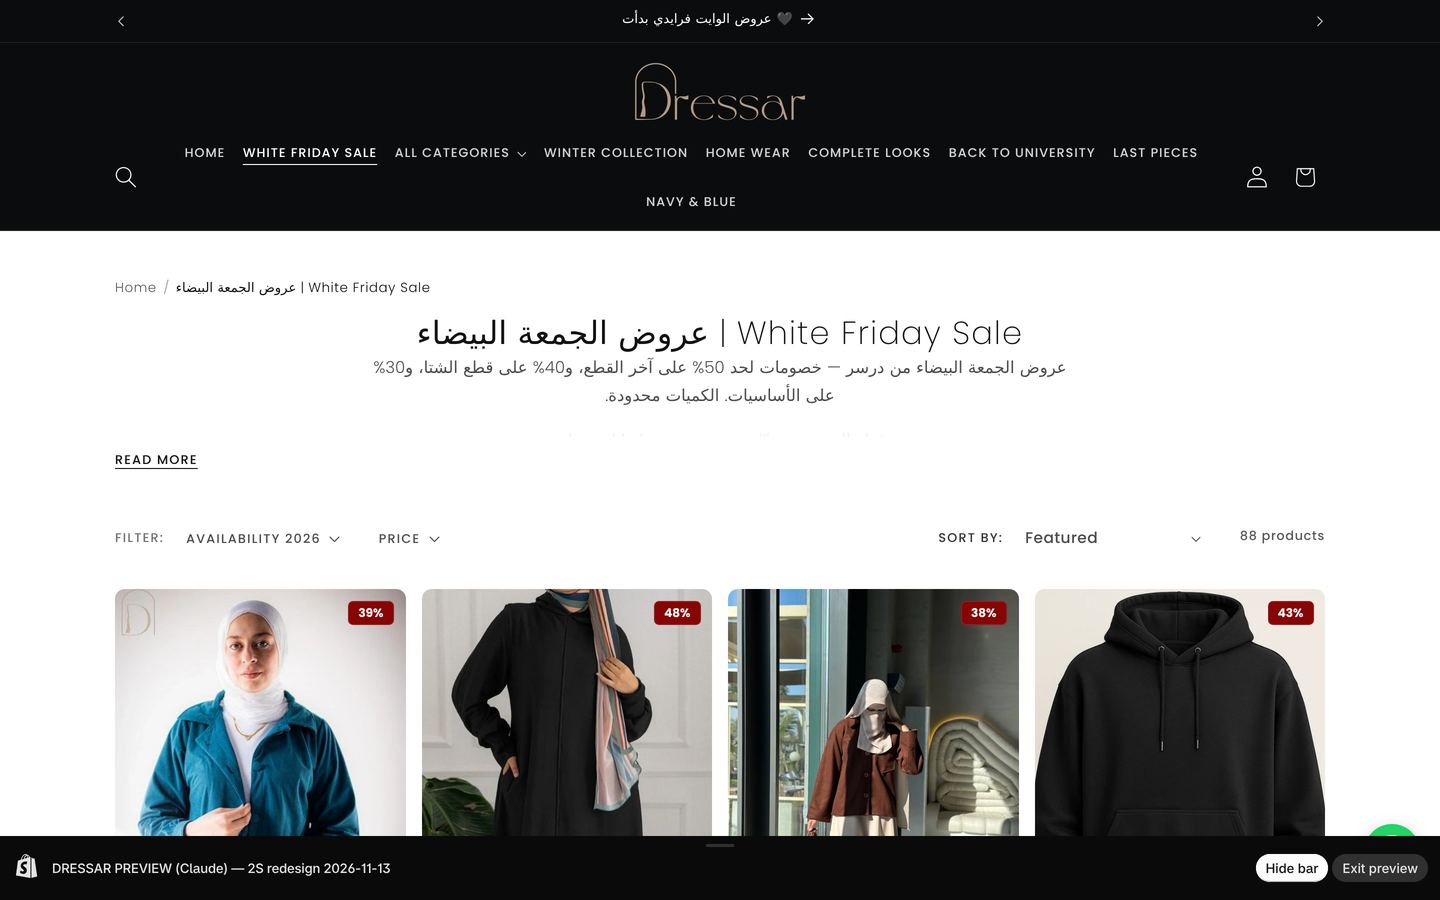 عروض الوايت فرايدي بدأت 🖤 →
Dressar
HOME WHITE FRIDAY SALE ALL CATEGORIES WINTER COLLECTION HOME WEAR COMPLETE LOOKS BACK TO UNIVERSITY LAST PIECES
NAVY & BLUE
Home / عروض الجمعة البيضاء | White Friday Sale
عروض الجمعة البيضاء | White Friday Sale
عروض الجمعة البيضاء من درسر — خصومات لحد 50% على آخر القطع، و40% على قطع الشتا، و30%
على الأساسيات. الكميات محدودة.
READ MORE
FILTER: AVAILABILITY 2026 PRICE SORT BY: Featured 88 products
39% 48% 38% 43%
D
DRESSAR PREVIEW (Claude) — 2S redesign 2026-11-13 Hide bar Exit preview